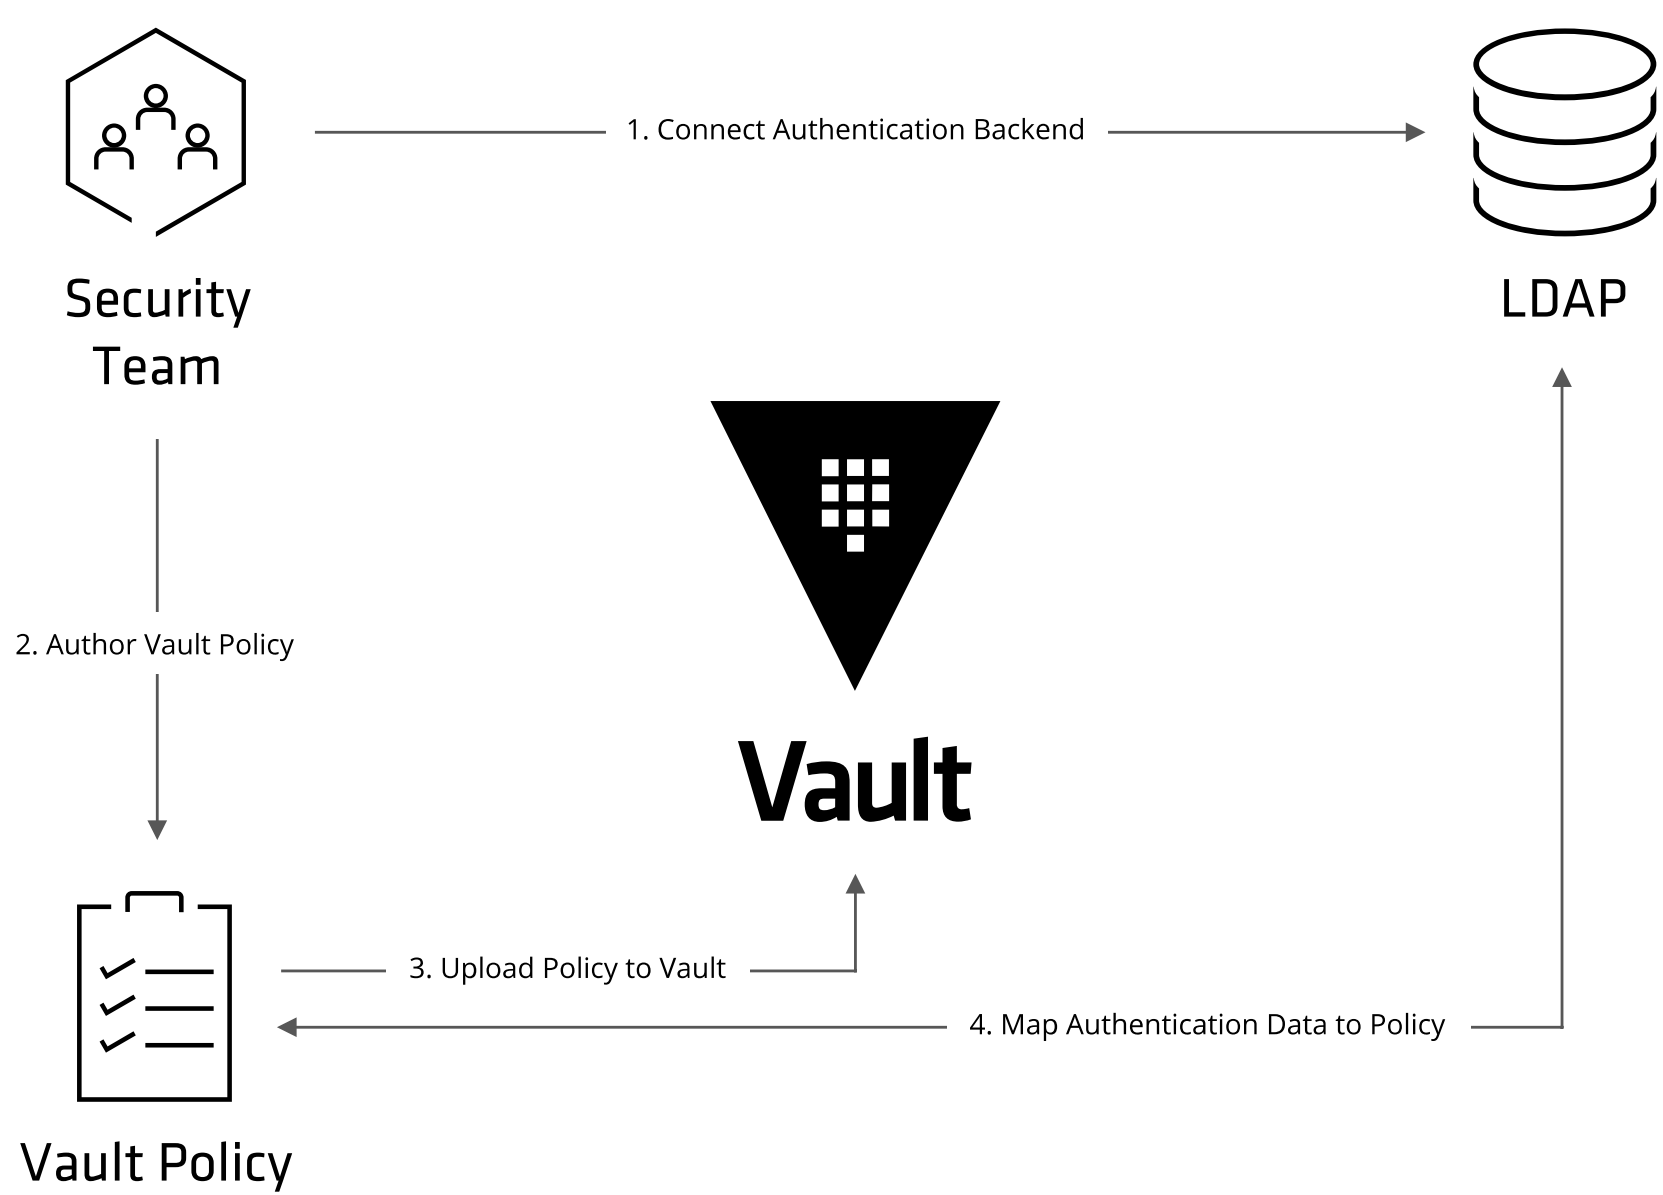 1. Connect Authentication Backend
Security
Team
LDAP
2. Author Vault Policy
Vault
3. Upload Policy to Vault
4. Map Authentication Data to Policy
Vault Policy